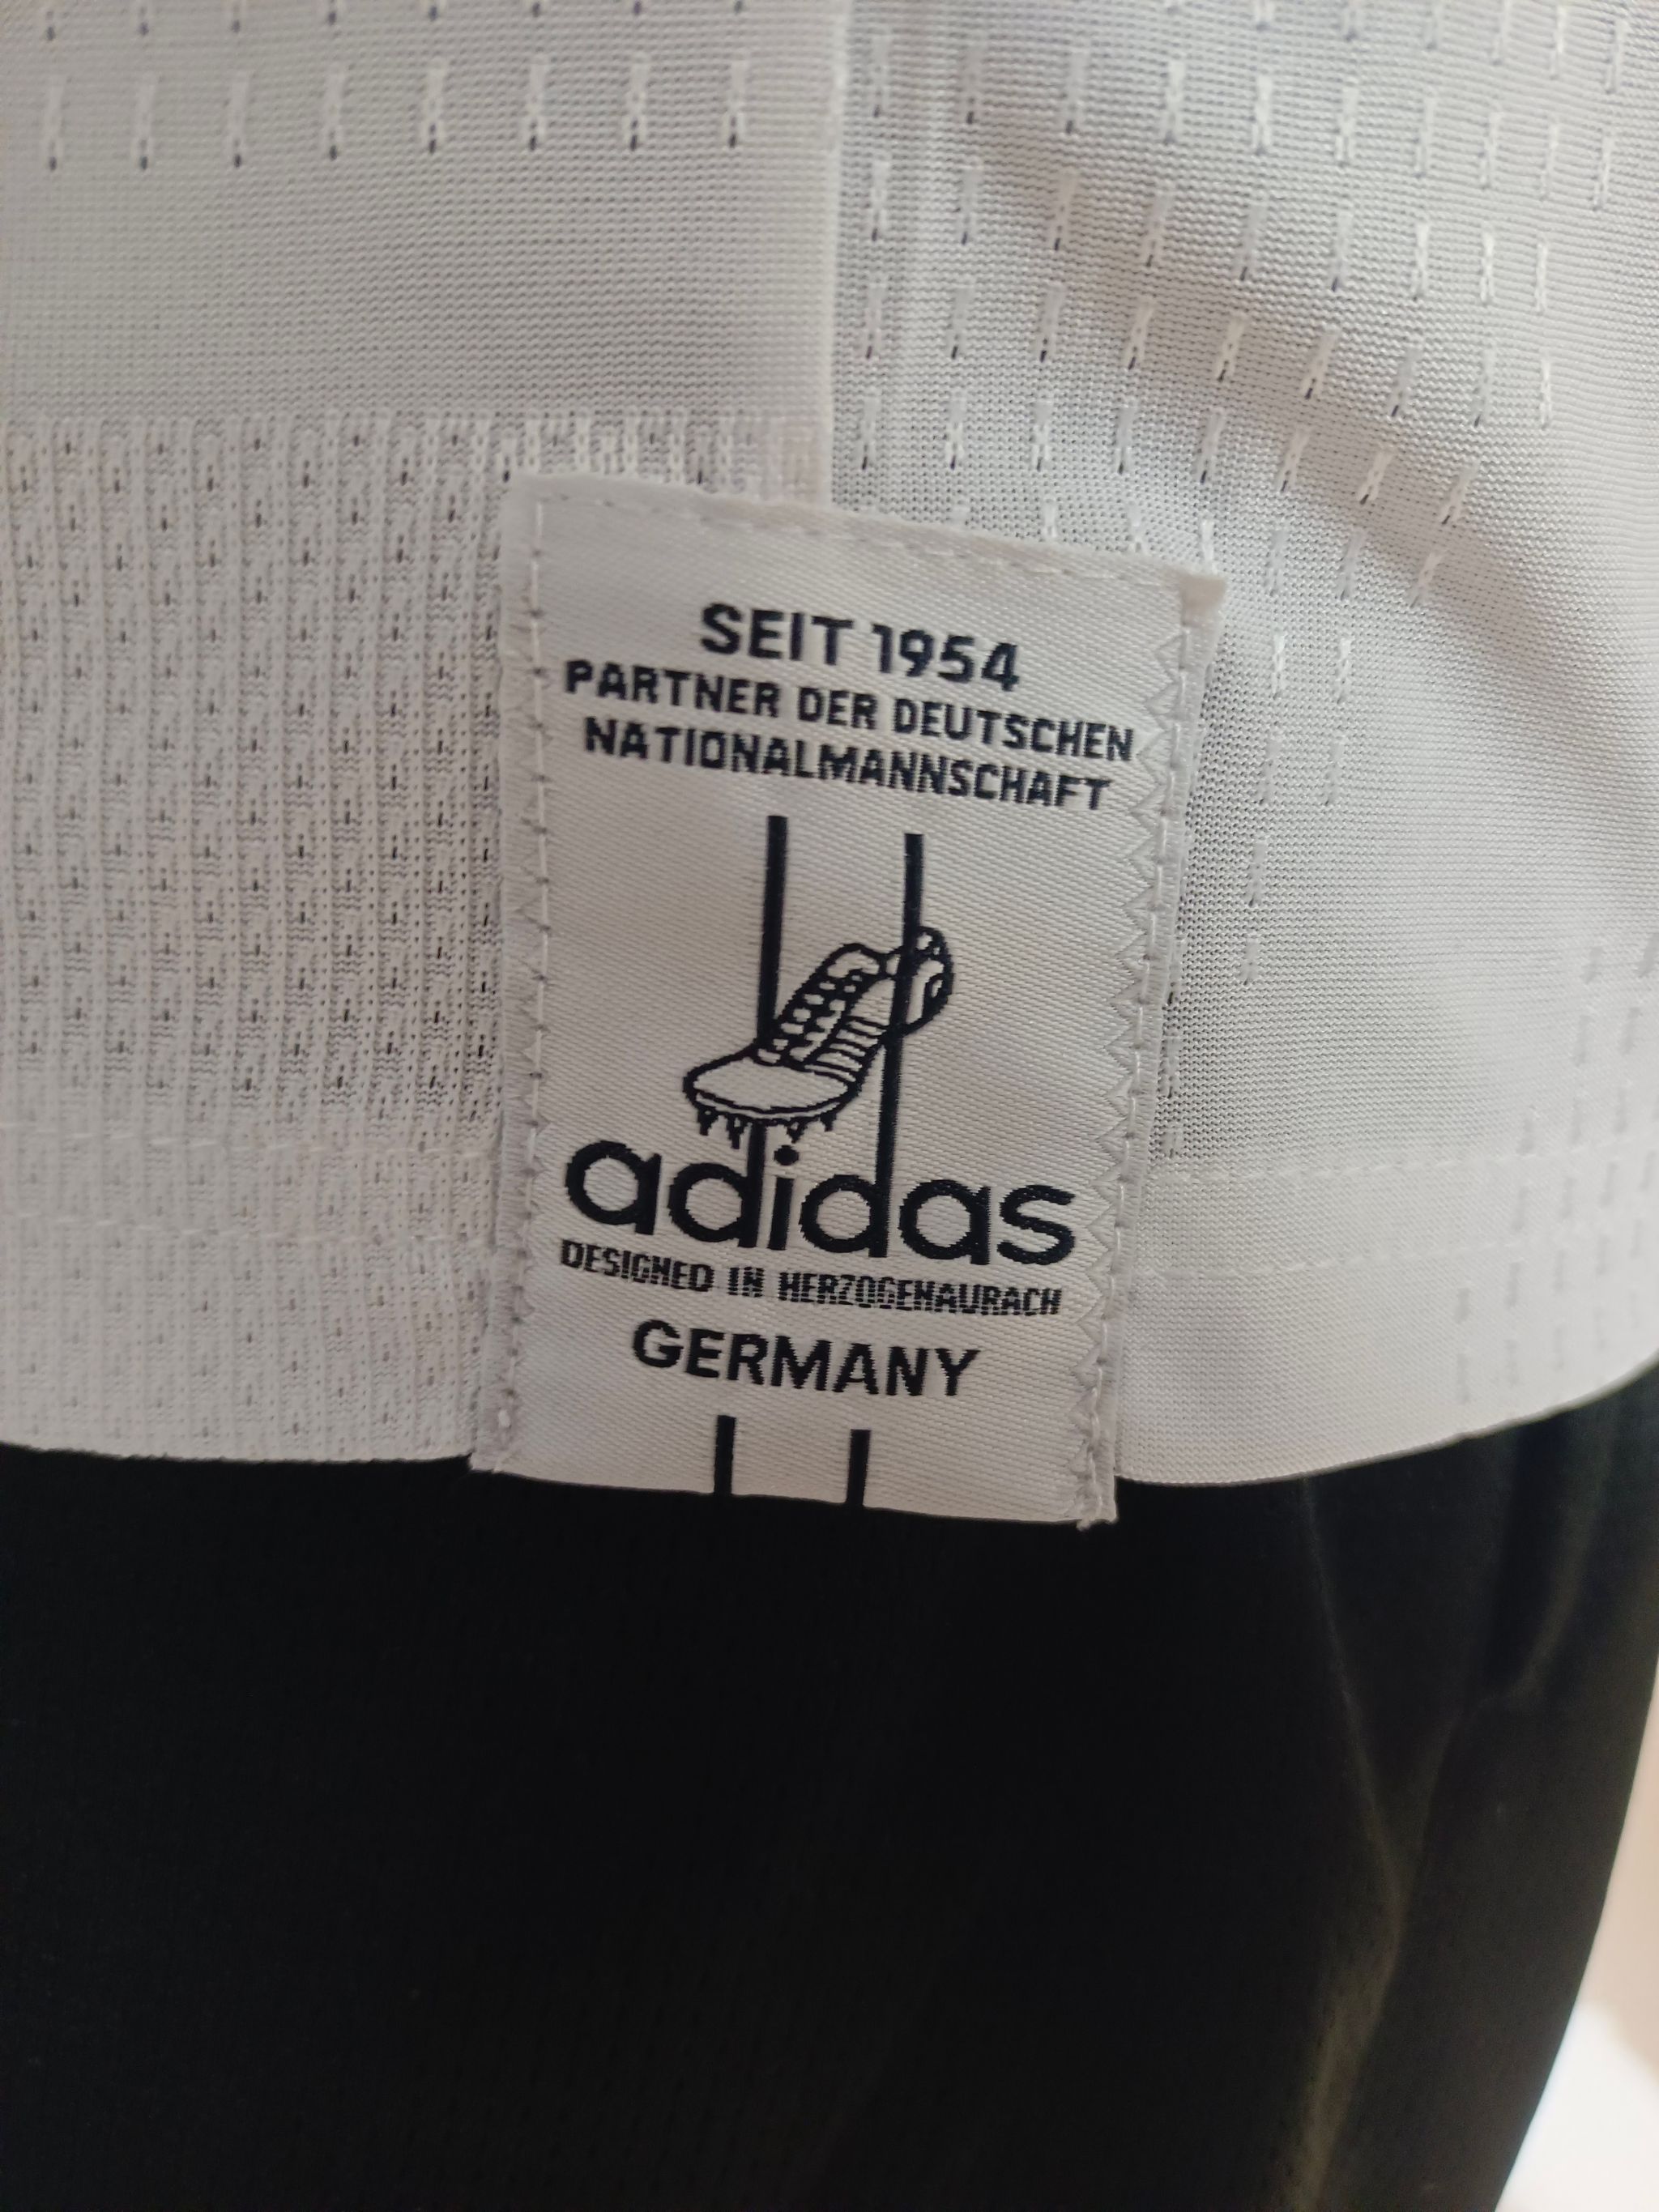 SEIT 1954
PARTNER DER DEUTSCHEN
NATIONALMANNSCHAFT
adidas
DESIGNED IN HERZOGENAURACH
GERMANY